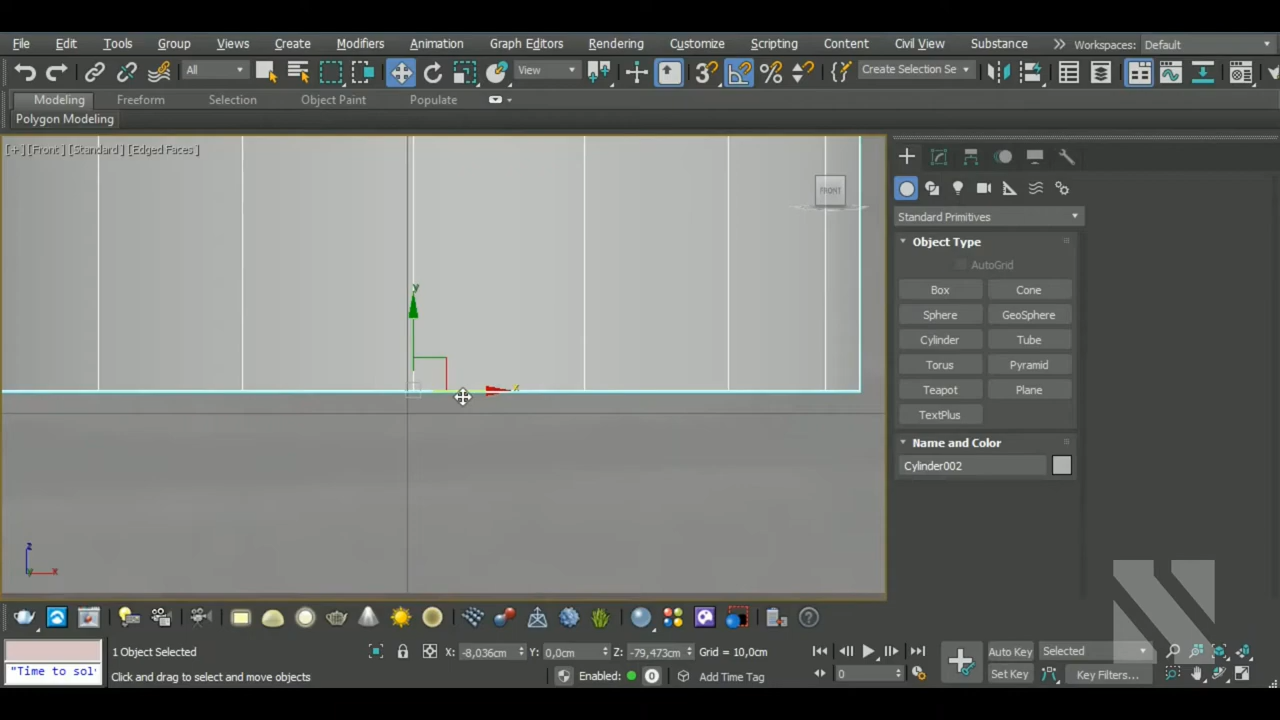 File Edit Tools Group Views Create Modifiers Animation Graph Editors Rendering Customize Scripting Content Civil View Substance Workspaces: Default
All View Create Selection Se
Modeling Freeform Selection Object Paint Populate
Polygon Modeling
[+] [Front] [Standard] [Edged Faces]
FRONT
Standard Primitives
Object Type
AutoGrid
Box Cone
Sphere GeoSphere
Cylinder Tube
Torus Pyramid
Teapot Plane
TextPlus
Name and Color
Cylinder002
y
x
z
y x
1 Object Selected X: -8,036cm Y: 0,0cm Z: -79,473cm Grid = 10,0cm Auto Key Selected
"Time to sol Click and drag to select and move objects Enabled: 0 Add Time Tag 0 Set Key Key Filters...